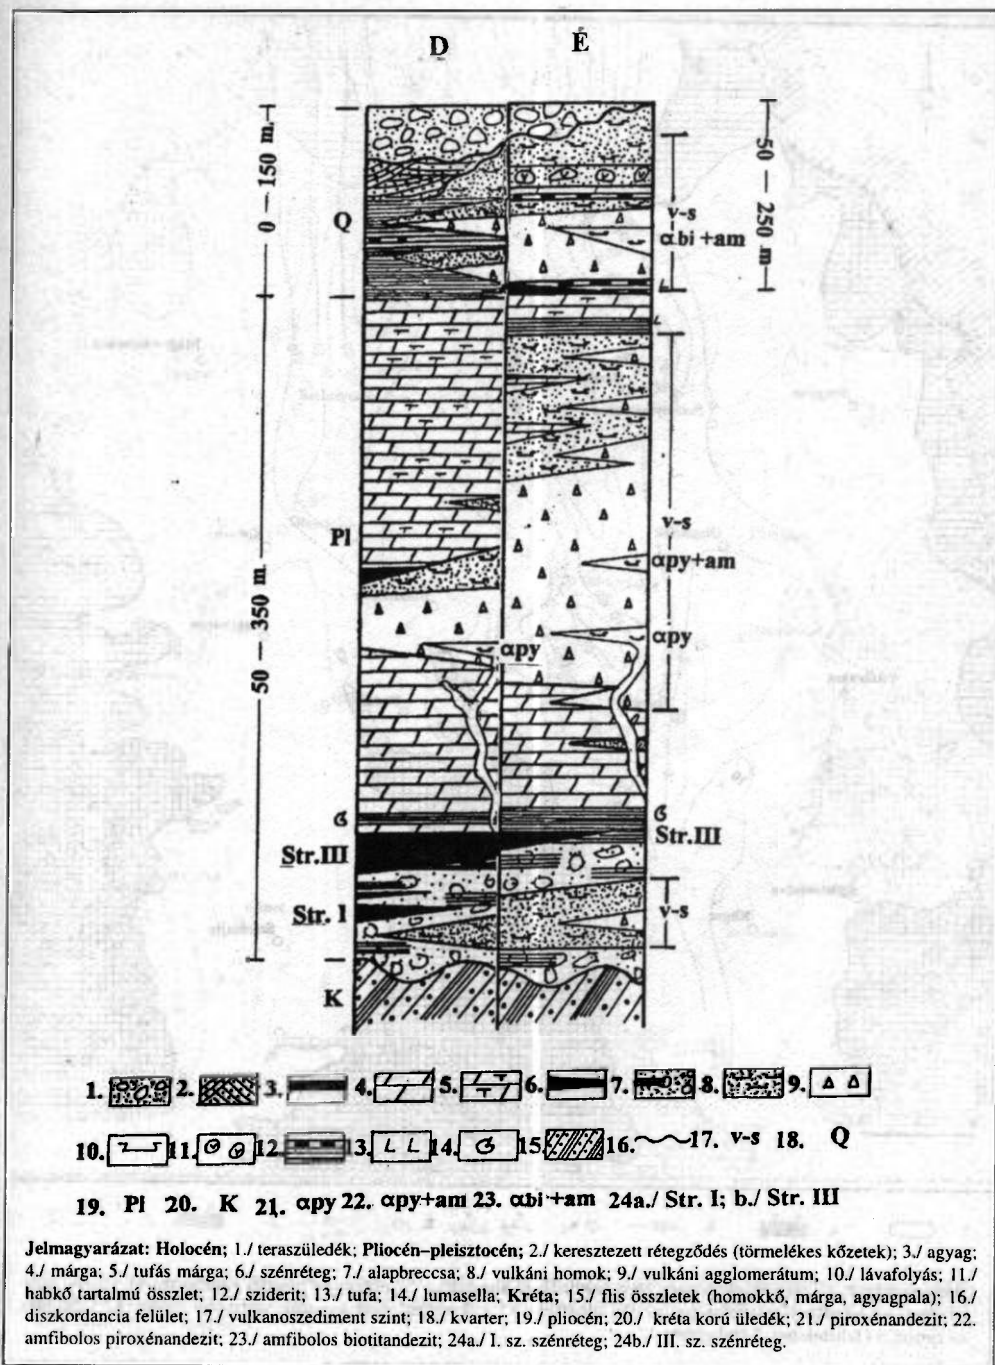 D É
0 — 150 m.
50 — 250 m
Q
v-s
αbi +am
L
L
Pl
v-s
αpy+am
50 — 350 m.
αpy
αpy
Str.III
Str.III
Str. I
v-s
K
1. 2. 3. 4. 5. 6. 7. 8. 9.
10. 11. 12. 13. L L 14. 15. 16. 17. v-s 18. Q
19. Pl 20. K 21. αpy 22. αpy+am 23. αbi+am 24a./ Str. I; b./ Str. III
Jelmagyarázat: Holocén; 1./ teraszüledék; Pliocén–pleisztocén; 2./ keresztezett rétegződés (törmelékes kőzetek); 3./ agyag;
4./ márga; 5./ tufás márga; 6./ szénréteg; 7./ alapbreccsa; 8./ vulkáni homok; 9./ vulkáni agglomerátum; 10./ lávafolyás; 11./
habkő tartalmú összlet; 12./ sziderit; 13./ tufa; 14./ lumasella; Kréta; 15./ flis összletek (homokkő, márga, agyagpala); 16./
diszkordancia felület; 17./ vulkanoszediment szint; 18./ kvarter; 19./ pliocén; 20./ kréta korú üledék; 21./ piroxénandezit; 22.
amfibolos piroxénandezit; 23./ amfibolos biotitandezit; 24a./ I. sz. szénréteg; 24b./ III. sz. szénréteg.